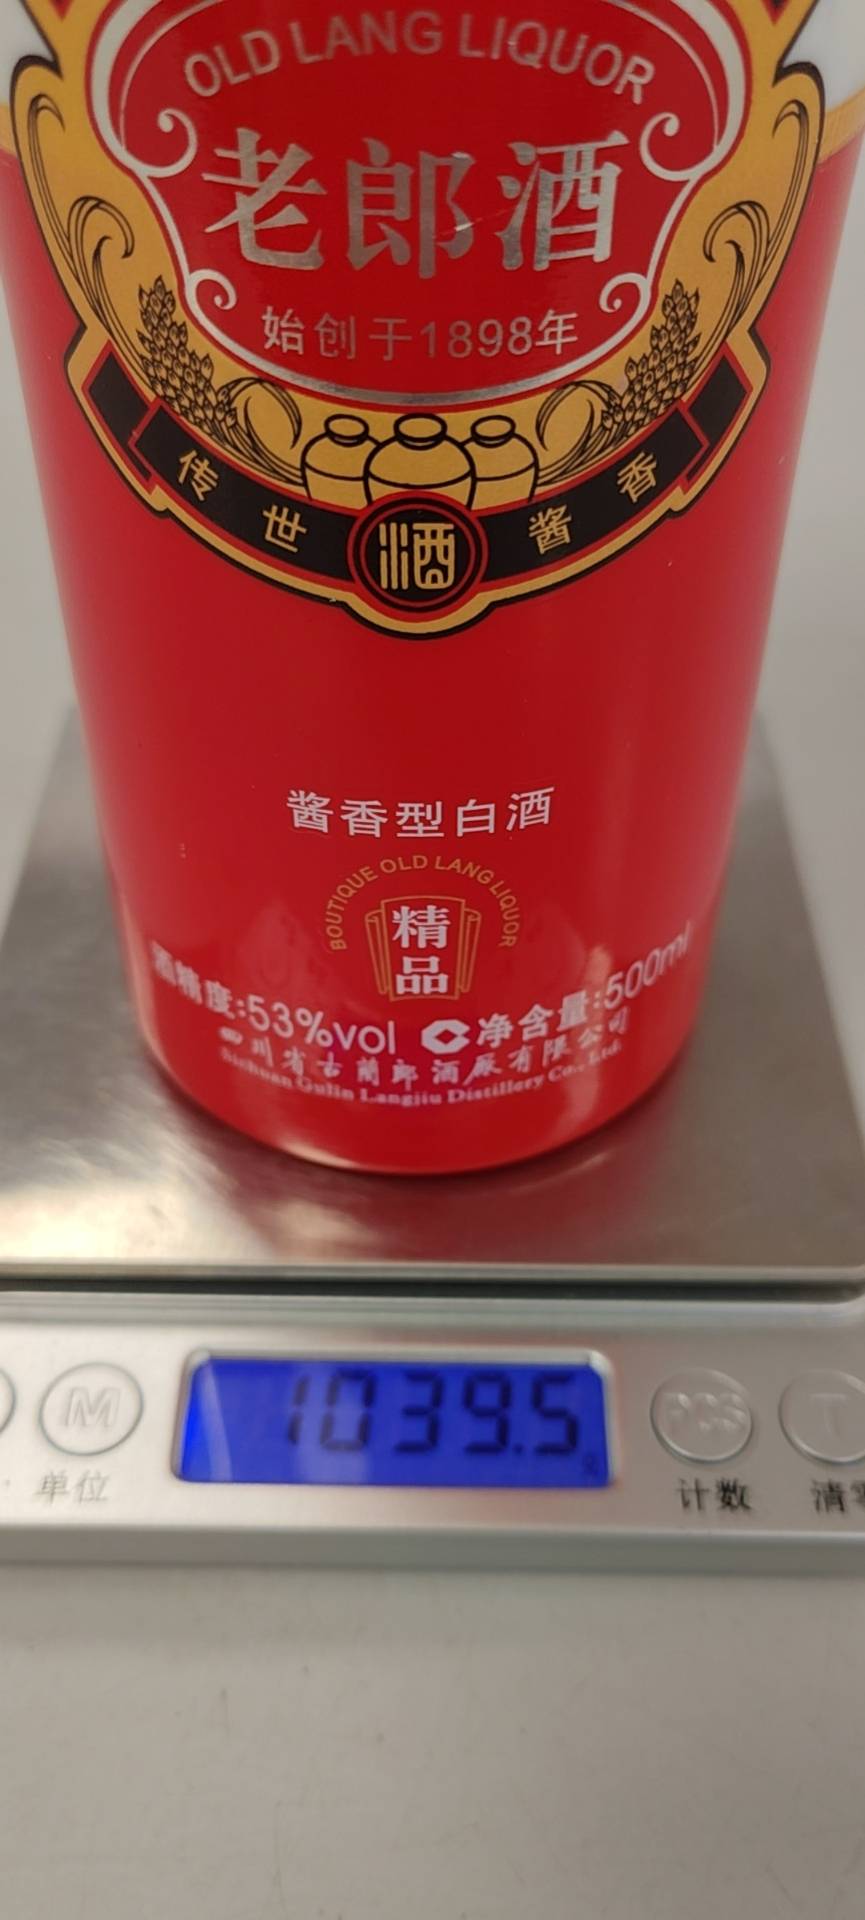 OLD LANG LIQUOR
老郎酒
始创于1898年
传世酒酱香
酱香型白酒
BOUTIQUE OLD LANG LIQUOR
精
品
酒精度:53%vol 净含量:500ml
四川省古蔺郎酒厂有限公司
Sichuan Gulin Langjiu Distillery Co., Ltd.
1039.5
M PCS T
单位 计数 清